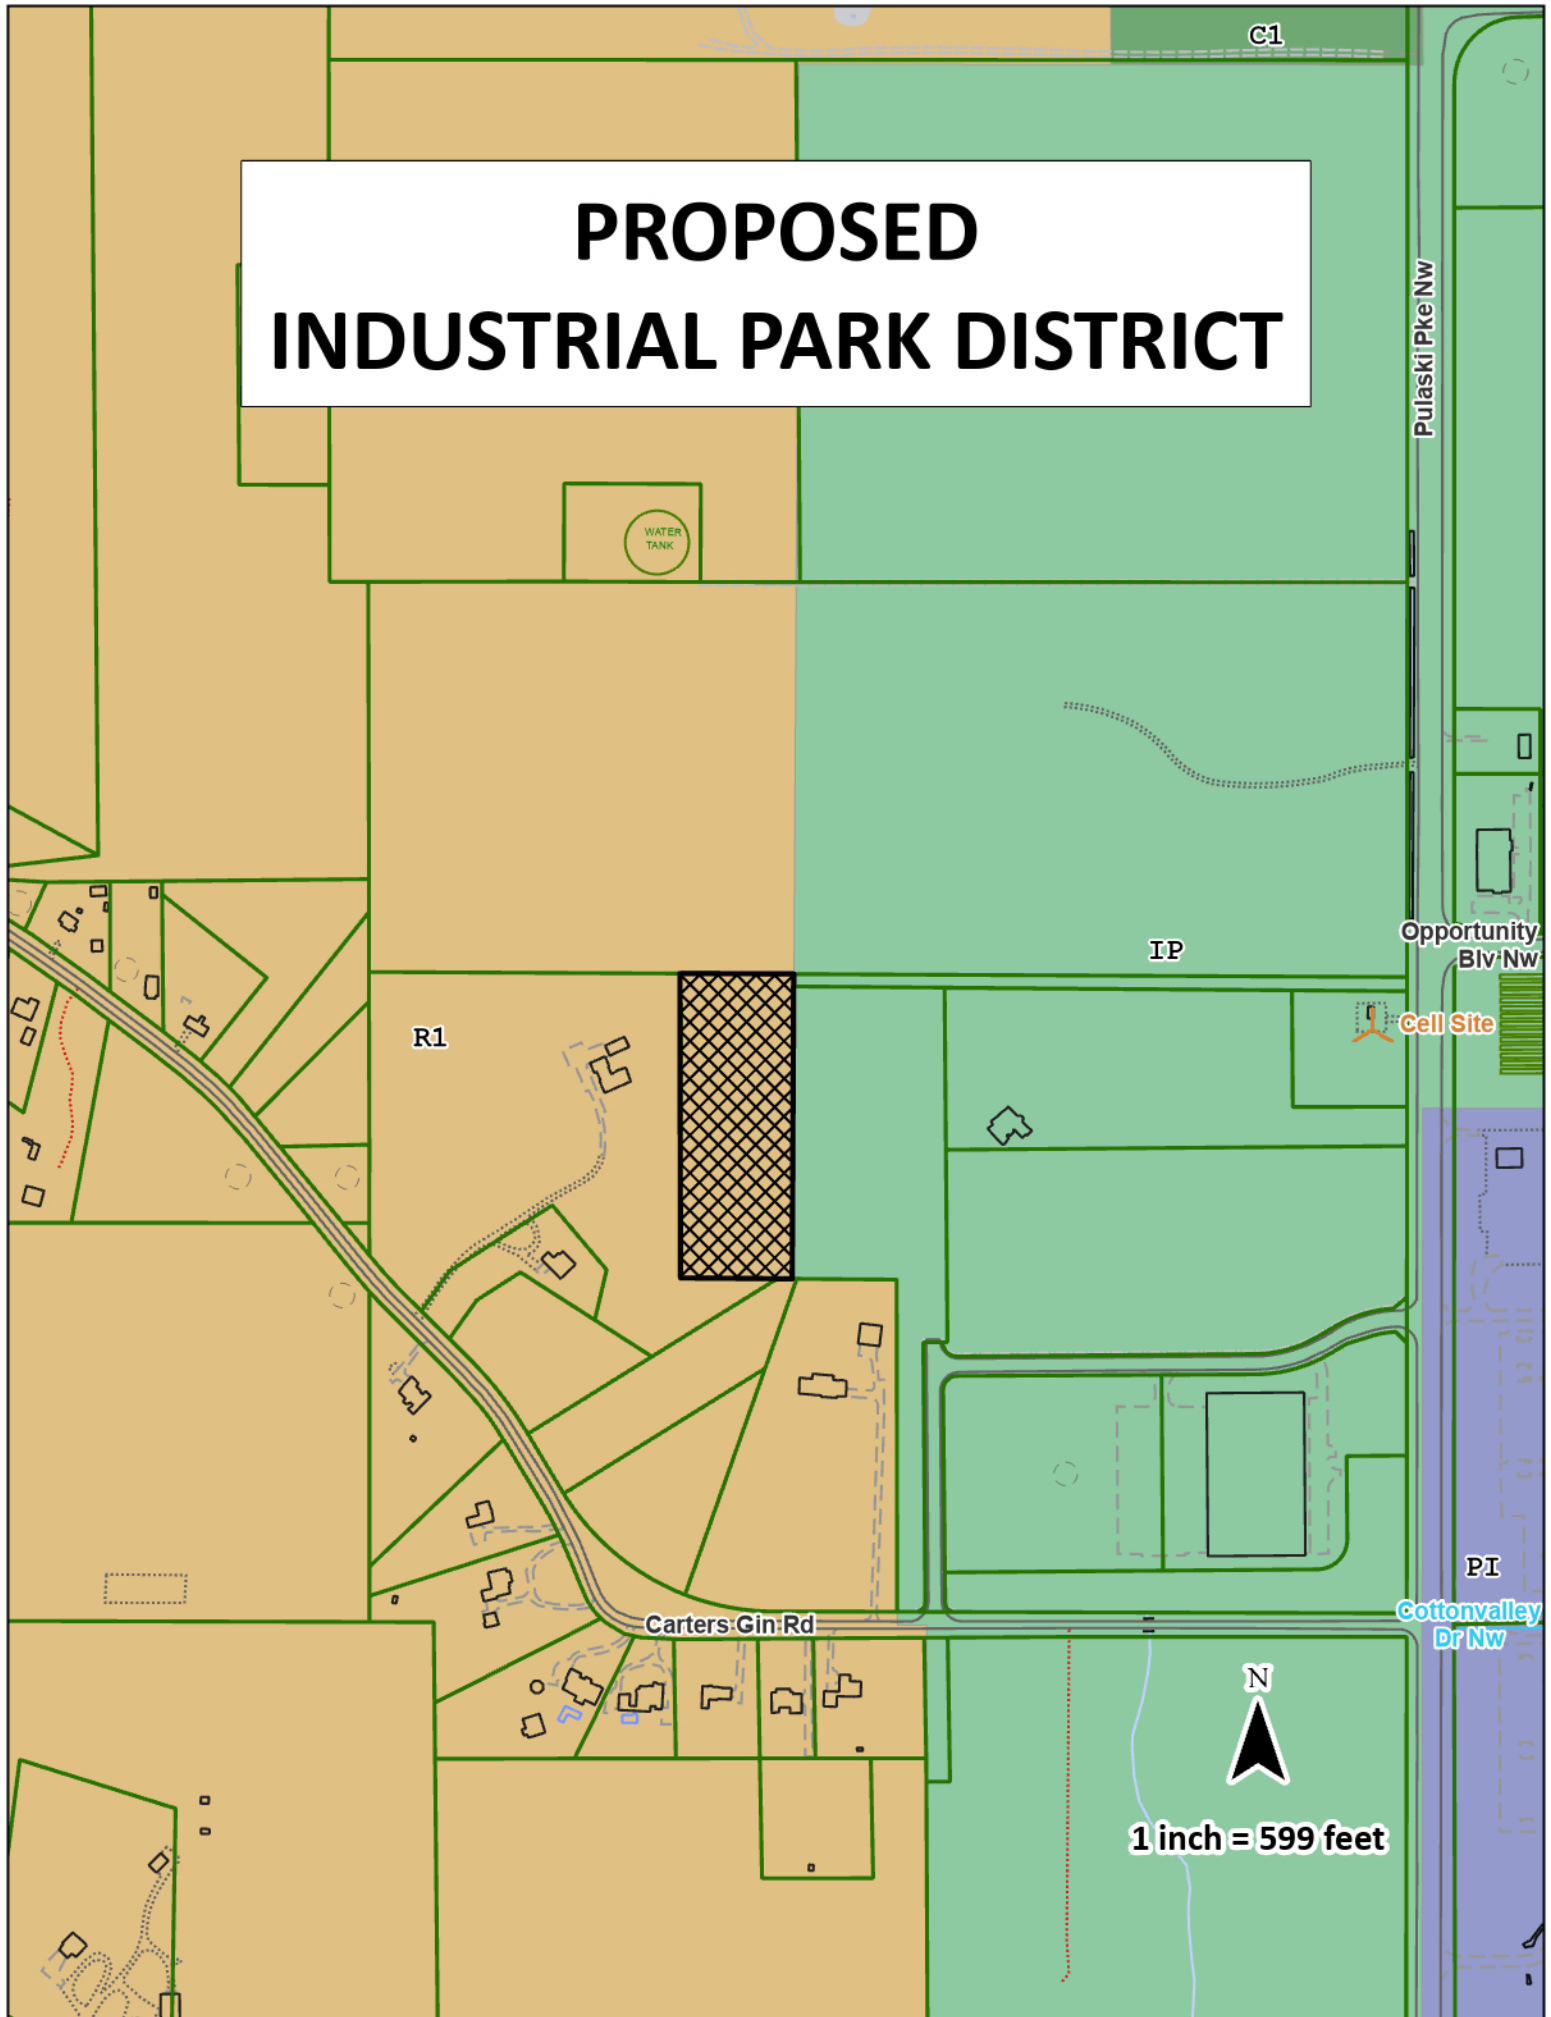 C1
PROPOSED
INDUSTRIAL PARK DISTRICT
Pulaski Pke Nw
WATER
TANK
Opportunity
Blv Nw
IP
Cell Site
R1
PI
Cottonvalley
Dr Nw
Carters Gin Rd
N
1 inch = 599 feet